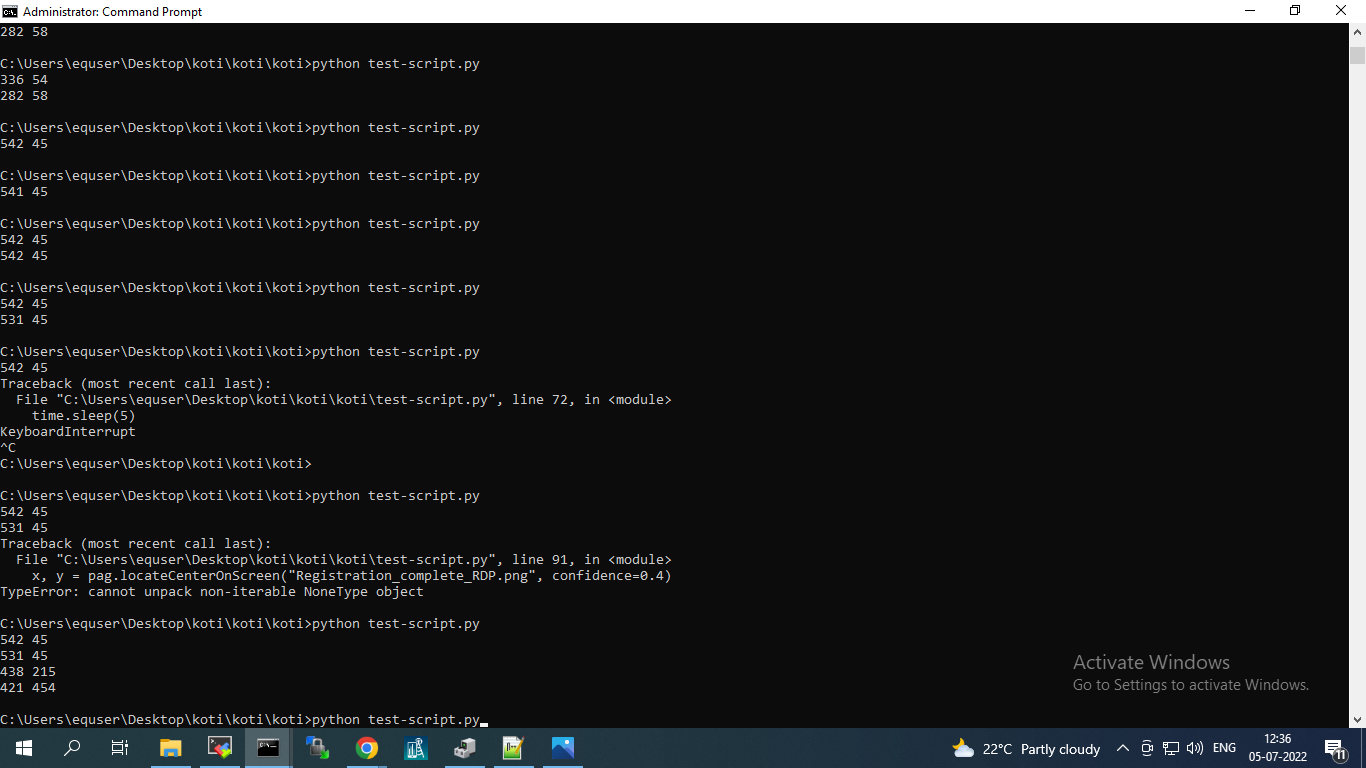 Administrator: Command Prompt
282 58
C:\Users\equser\Desktop\koti\koti\koti>python test-script.py
336 54
282 58
C:\Users\equser\Desktop\koti\koti\koti>python test-script.py
542 45
C:\Users\equser\Desktop\koti\koti\koti>python test-script.py
541 45
C:\Users\equser\Desktop\koti\koti\koti>python test-script.py
542 45
542 45
C:\Users\equser\Desktop\koti\koti\koti>python test-script.py
542 45
531 45
C:\Users\equser\Desktop\koti\koti\koti>python test-script.py
542 45
Traceback (most recent call last):
  File "C:\Users\equser\Desktop\koti\koti\koti\test-script.py", line 72, in <module>
    time.sleep(5)
KeyboardInterrupt
^C
C:\Users\equser\Desktop\koti\koti\koti>
C:\Users\equser\Desktop\koti\koti\koti>python test-script.py
542 45
531 45
Traceback (most recent call last):
  File "C:\Users\equser\Desktop\koti\koti\koti\test-script.py", line 91, in <module>
    x, y = pag.locateCenterOnScreen("Registration_complete_RDP.png", confidence=0.4)
TypeError: cannot unpack non-iterable NoneType object
C:\Users\equser\Desktop\koti\koti\koti>python test-script.py
542 45
531 45
438 215
421 454
C:\Users\equser\Desktop\koti\koti\koti>python test-script.py
Activate Windows
Go to Settings to activate Windows.
22°C Partly cloudy
ENG
12:36
05-07-2022
11